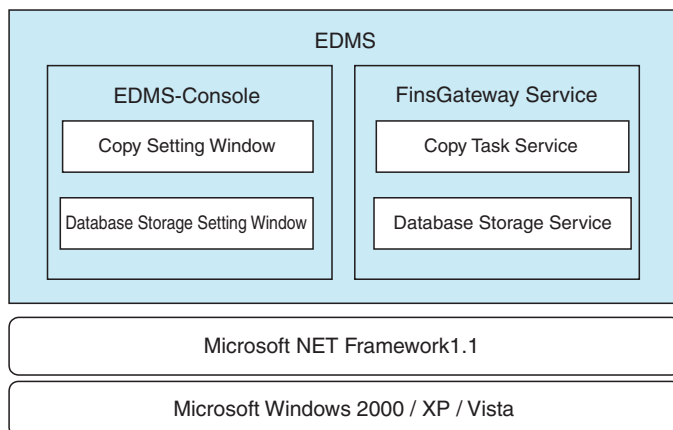 EDMS
EDMS-Console
Copy Setting Window
Database Storage Setting Window
FinsGateway Service
Copy Task Service
Database Storage Service
Microsoft NET Framework1.1
Microsoft Windows 2000 / XP / Vista